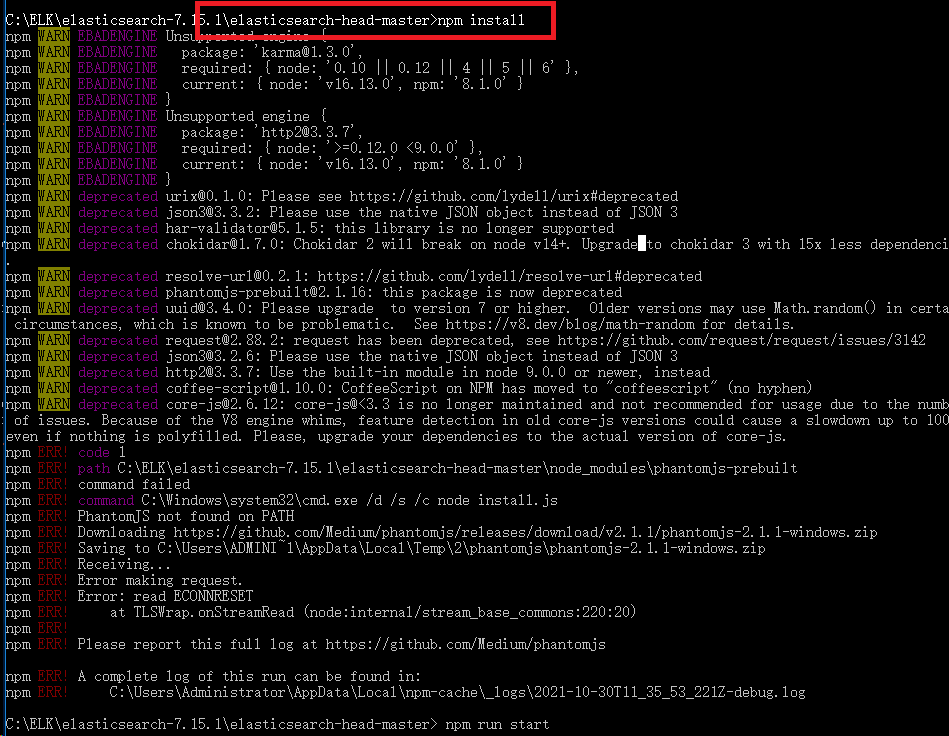 C:\ELK\elasticsearch-7.15.1\elasticsearch-head-master>npm install
npm WARN EBADENGINE Unsupported engine {
npm WARN EBADENGINE   package: 'karma@1.3.0',
npm WARN EBADENGINE   required: { node: '0.10 || 0.12 || 4 || 5 || 6' },
npm WARN EBADENGINE   current: { node: 'v16.13.0', npm: '8.1.0' }
npm WARN EBADENGINE }
npm WARN EBADENGINE Unsupported engine {
npm WARN EBADENGINE   package: 'http2@3.3.7',
npm WARN EBADENGINE   required: { node: '>=0.12.0 <9.0.0' },
npm WARN EBADENGINE   current: { node: 'v16.13.0', npm: '8.1.0' }
npm WARN EBADENGINE }
npm WARN deprecated urix@0.1.0: Please see https://github.com/lydell/urix#deprecated
npm WARN deprecated json3@3.3.2: Please use the native JSON object instead of JSON 3
npm WARN deprecated har-validator@5.1.5: this library is no longer supported
npm WARN deprecated chokidar@1.7.0: Chokidar 2 will break on node v14+. Upgrade to chokidar 3 with 15x less dependenci
.
npm WARN deprecated resolve-url@0.2.1: https://github.com/lydell/resolve-url#deprecated
npm WARN deprecated phantomjs-prebuilt@2.1.16: this package is now deprecated
npm WARN deprecated uuid@3.4.0: Please upgrade  to version 7 or higher.  Older versions may use Math.random() in certa
circumstances, which is known to be problematic.  See https://v8.dev/blog/math-random for details.
npm WARN deprecated request@2.88.2: request has been deprecated, see https://github.com/request/request/issues/3142
npm WARN deprecated json3@3.2.6: Please use the native JSON object instead of JSON 3
npm WARN deprecated http2@3.3.7: Use the built-in module in node 9.0.0 or newer, instead
npm WARN deprecated coffee-script@1.10.0: CoffeeScript on NPM has moved to "coffeescript" (no hyphen)
npm WARN deprecated core-js@2.6.12: core-js@<3.3 is no longer maintained and not recommended for usage due to the numb
of issues. Because of the V8 engine whims, feature detection in old core-js versions could cause a slowdown up to 100
even if nothing is polyfilled. Please, upgrade your dependencies to the actual version of core-js.
npm ERR! code 1
npm ERR! path C:\ELK\elasticsearch-7.15.1\elasticsearch-head-master\node_modules\phantomjs-prebuilt
npm ERR! command failed
npm ERR! command C:\Windows\system32\cmd.exe /d /s /c node install.js
npm ERR! PhantomJS not found on PATH
npm ERR! Downloading https://github.com/Medium/phantomjs/releases/download/v2.1.1/phantomjs-2.1.1-windows.zip
npm ERR! Saving to C:\Users\ADMINI~1\AppData\Local\Temp\2\phantomjs\phantomjs-2.1.1-windows.zip
npm ERR! Receiving...
npm ERR! Error making request.
npm ERR! Error: read ECONNRESET
npm ERR!     at TLSWrap.onStreamRead (node:internal/stream_base_commons:220:20)
npm ERR!
npm ERR! Please report this full log at https://github.com/Medium/phantomjs

npm ERR! A complete log of this run can be found in:
npm ERR!     C:\Users\Administrator\AppData\Local\npm-cache\_logs\2021-10-30T11_35_53_221Z-debug.log

C:\ELK\elasticsearch-7.15.1\elasticsearch-head-master> npm run start